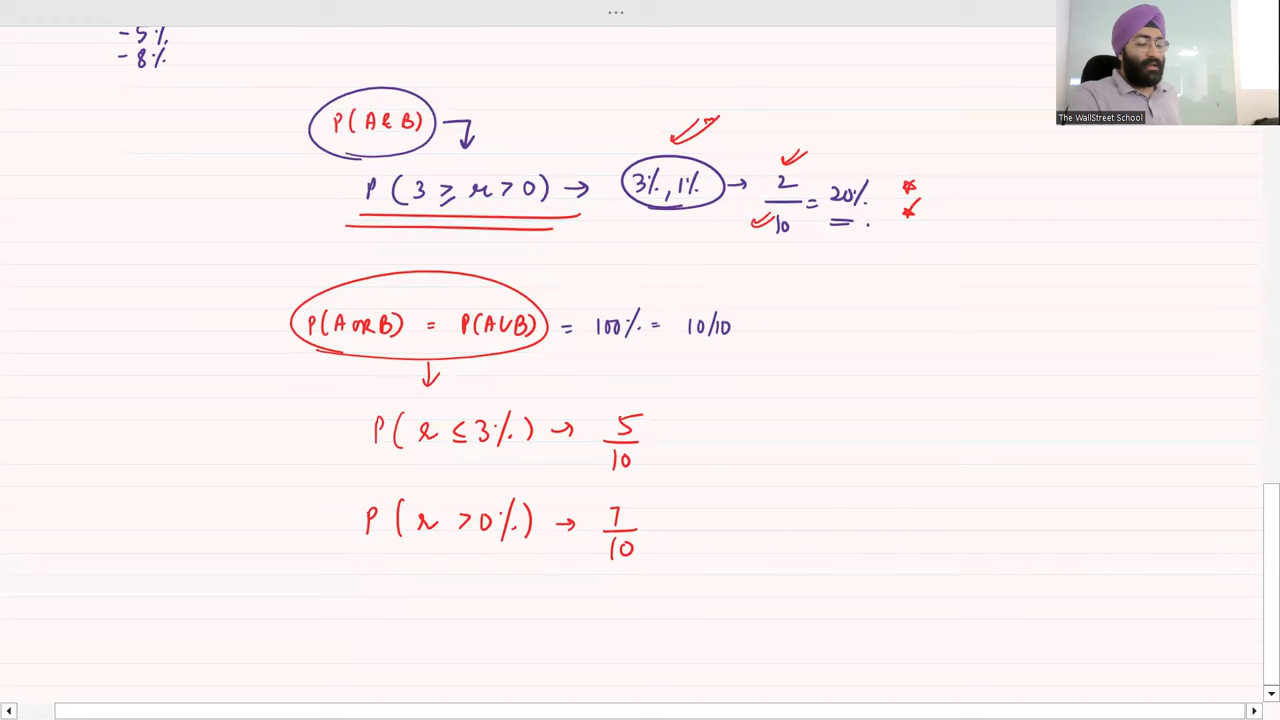 -5%
-8%
The WallStreet School
P(A & B)
P(3 ≥ r > 0) → 3%, 1% → 2/10 = 20%.
P(A or B) = P(A∪B) = 100% = 10/10
P(r ≤ 3%) → 5/10
P(r > 0%) → 7/10